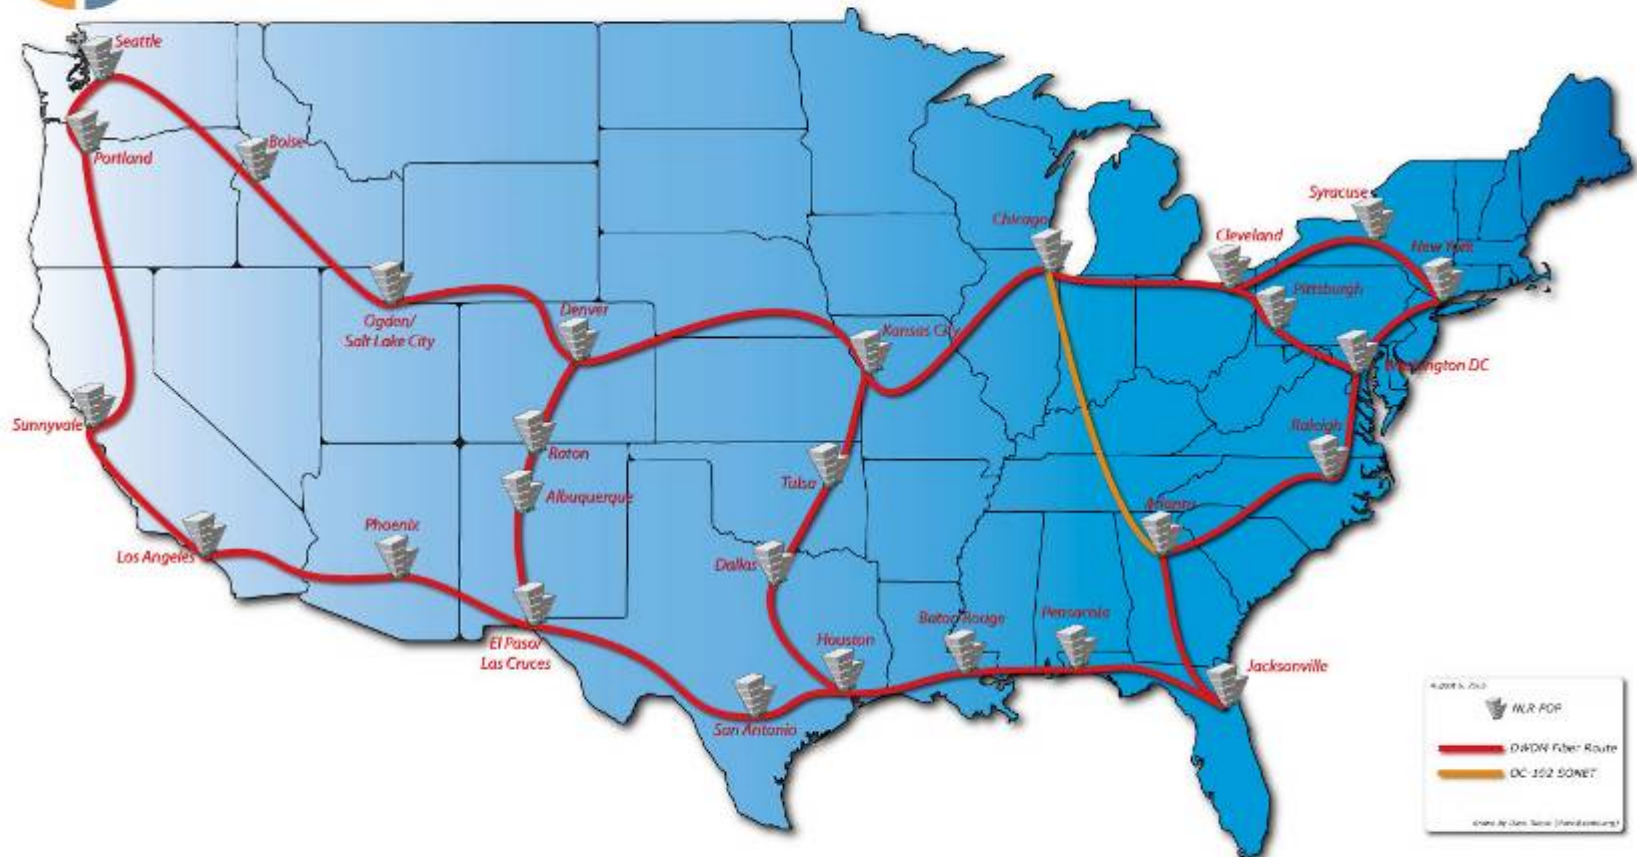 Seattle
Portland
Boise
Ogden/
Salt Lake City
Denver
Kansas City
Chicago
Cleveland
Syracuse
New York
Pittsburgh
Washington DC
Raleigh
Sunnyvale
Los Angeles
Phoenix
Raton
Albuquerque
El Paso/
Las Cruces
Tulsa
Dallas
San Antonio
Houston
Baton Rouge
Pensacola
Atlanta
Jacksonville
NLR POP
DWDM Fiber Route
OC-192 SONET